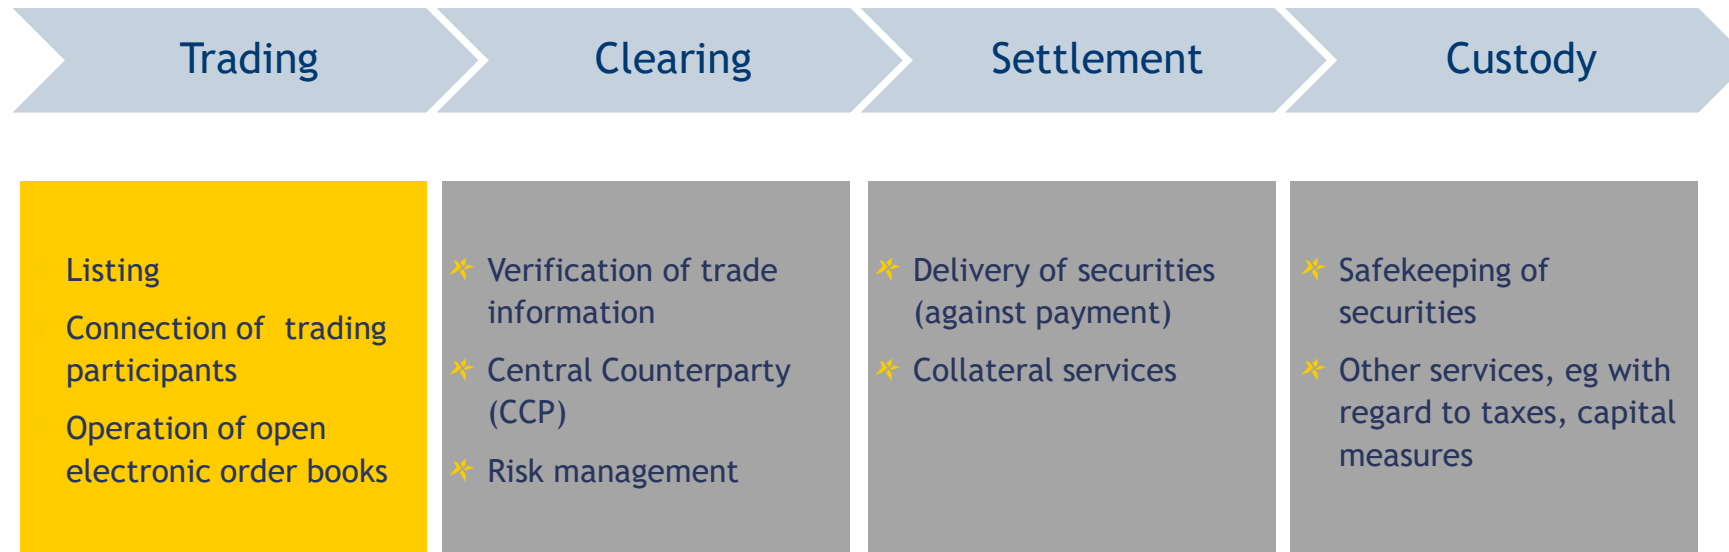 Trading
Clearing
Settlement
Custody
Listing
Connection of  trading
participants
Operation of open
electronic order books
Verification of trade
information
Central Counterparty
(CCP)
Risk management
Delivery of securities
(against payment)
Collateral services
Safekeeping of
securities
Other services, eg with
regard to taxes, capital
measures